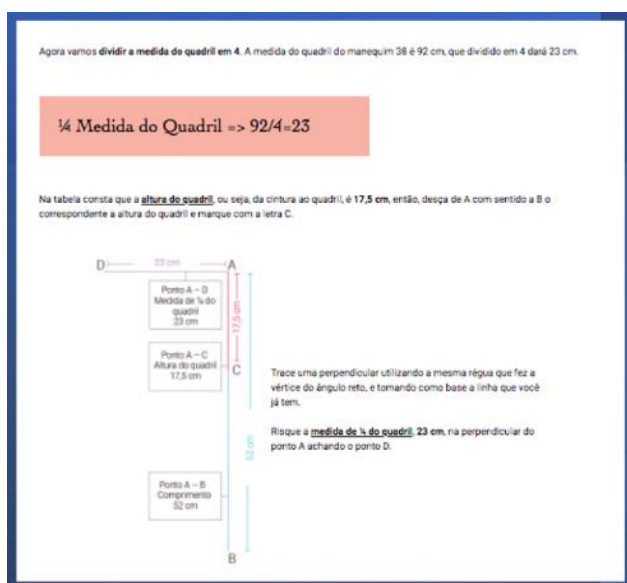 Agora vamos dividir a medida do quadril em 4. A medida do quadril do manequim 38 é 92 cm, que dividido em 4 dará 23 cm.
¼ Medida do Quadril => 92/4=23
Na tabela consta que a altura do quadril, ou seja, da cintura ao quadril, é 17,5 cm, então, desça de A com sentido a B o
correspondente a altura do quadril e marque com a letra C.
D
23 cm
A
Ponto A – D
Medida de ¼ do
quadril
23 cm
17,5 cm
Ponto A – C
Altura do quadril
17,5 cm
C
Trace uma perpendicular utilizando a mesma régua que fez a
vértice do ângulo reto, e tomando como base a linha que você
já tem.
Risque a medida de ¼ do quadril, 23 cm, na perpendicular do
ponto A achando o ponto D.
52 cm
Ponto A – B
Comprimento
52 cm
B